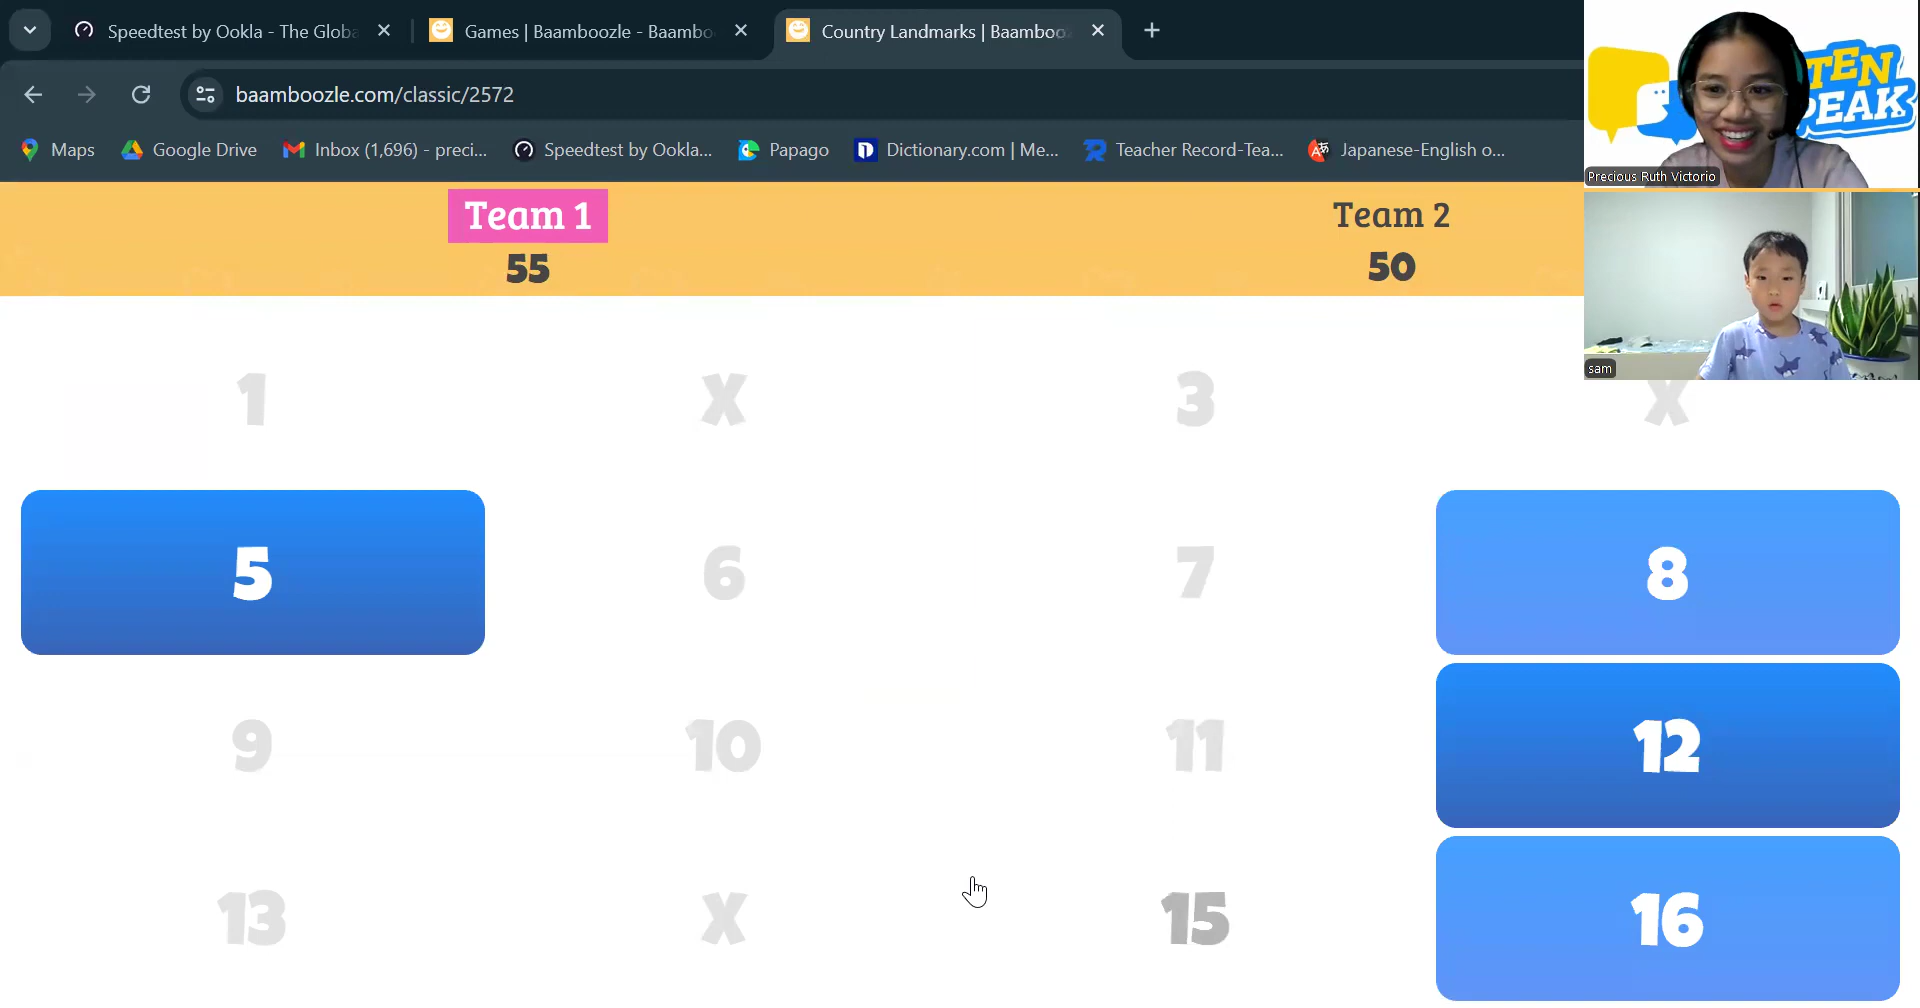 Speedtest by Ookla - The Globa
Games | Baamboozle - Baambo
Country Landmarks | Baambooz
baamboozle.com/classic/2572
Maps
Google Drive
Inbox (1,696) - preci...
Speedtest by Ookla...
Papago
Dictionary.com | Me...
Teacher Record-Tea...
Japanese-English o...
TEN
PEAK
Precious Ruth Victorio
sam
Team 1
55
Team 2
50
1
X
3
X
5
6
7
8
9
10
11
12
13
X
15
16